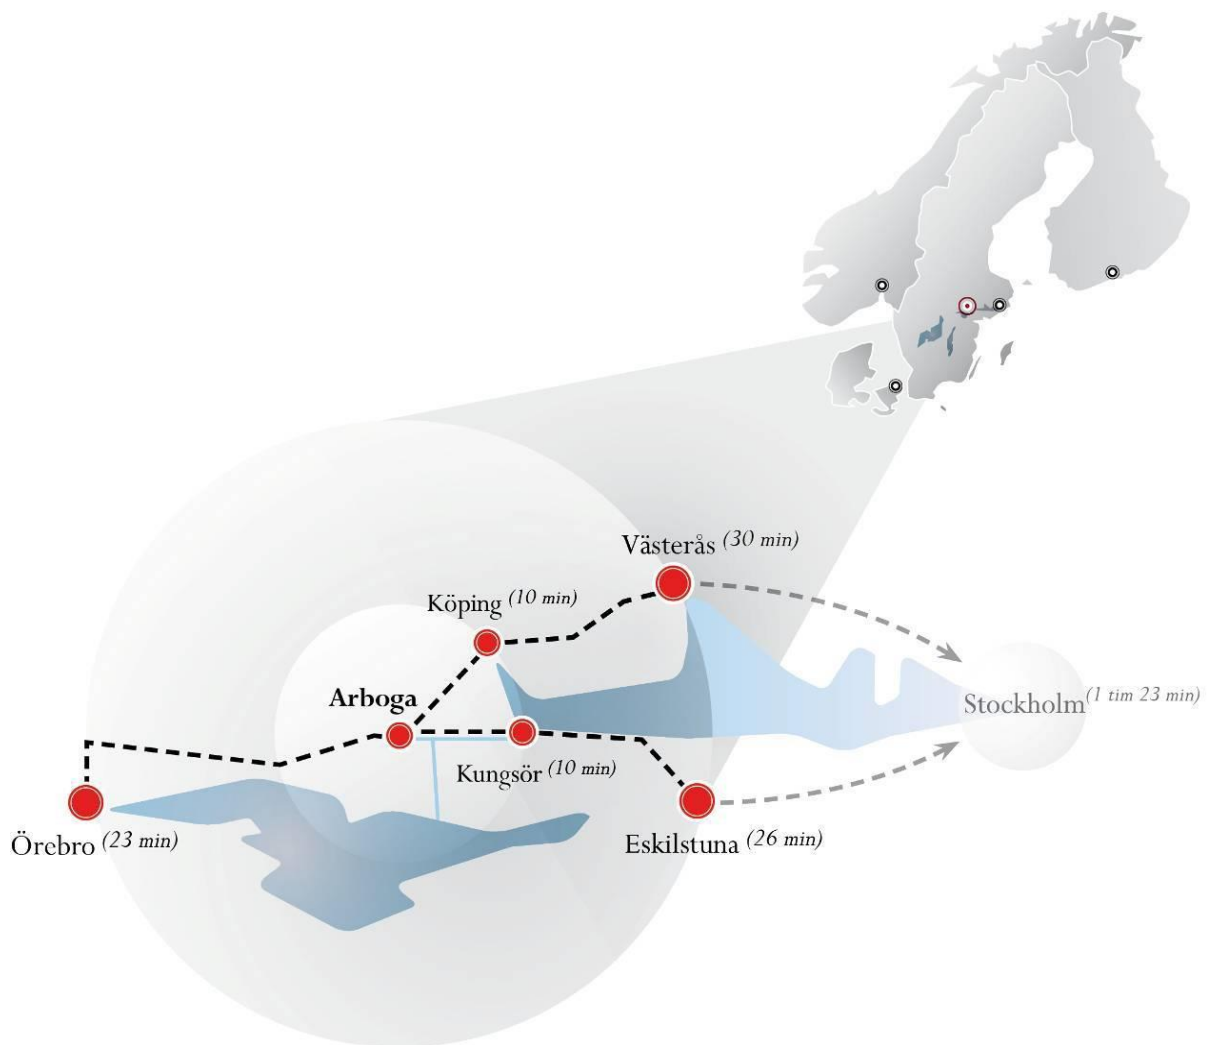 Västerås (30 min)
Köping (10 min)
Arboga
Stockholm (1 tim 23 min)
Kungsör (10 min)
Örebro (23 min)
Eskilstuna (26 min)